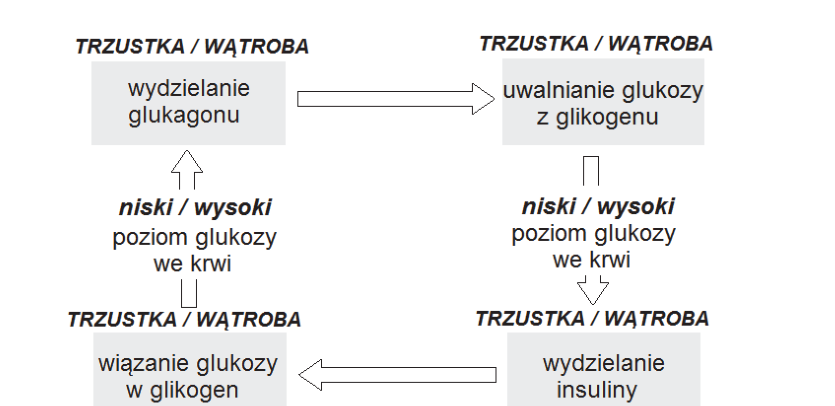 TRZUSTKA / WĄTROBA
wydzielanie
glukagonu
TRZUSTKA / WĄTROBA
uwalnianie glukozy
z glikogenu
niski / wysoki
poziom glukozy
we krwi
niski / wysoki
poziom glukozy
we krwi
TRZUSTKA / WĄTROBA
wiązanie glukozy
w glikogen
TRZUSTKA / WĄTROBA
wydzielanie
insuliny